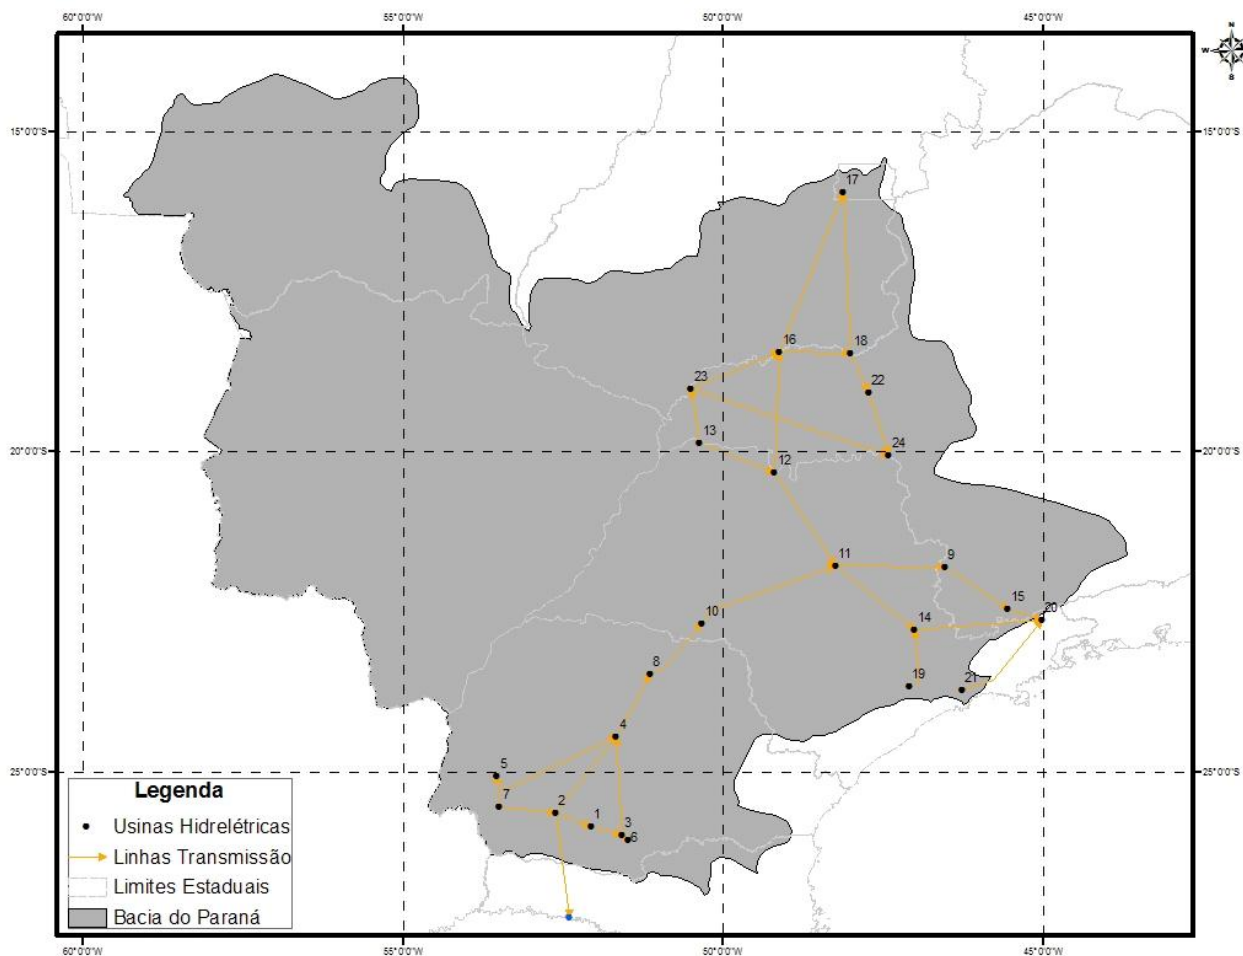 60°0'0"W 55°0'0"W 50°0'0"W 45°0'0"W
N
W
S
15°0'0"S 15°0'0"S
17
16 18
23
22
20°0'0"S 13 24 20°0'0"S
12
11 9
15 20
10 14
8
19 21
4
25°0'0"S 5 25°0'0"S
7 2
1 3
6
Legenda
Usinas Hidrelétricas
Linhas Transmissão
Limites Estaduais
Bacia do Paraná
60°0'0"W 55°0'0"W 50°0'0"W 45°0'0"W